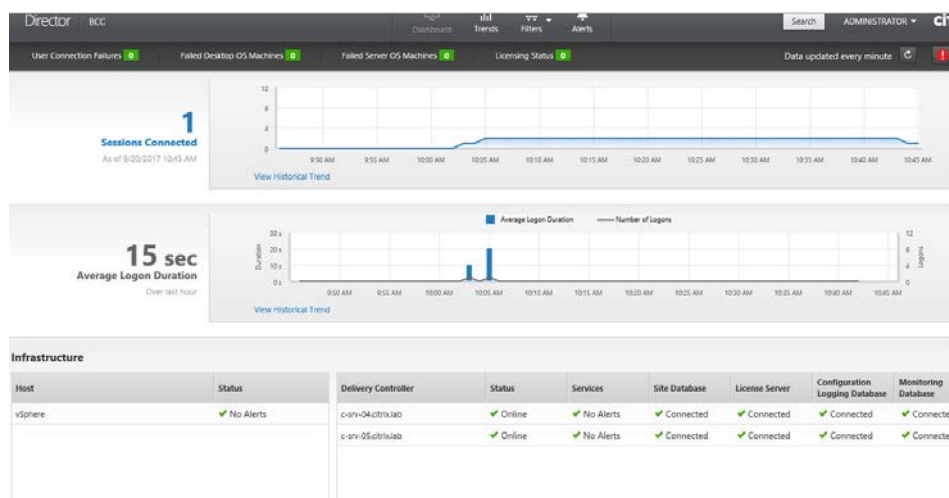 Director BCC Dashboard Trends Filters Alerts Search ADMINISTRATOR
User Connection Failures 0 Failed Desktop OS Machines 0 Failed Server OS Machines 0 Licensing Status 0 Data updated every minute
1
Sessions Connected
As of 9/20/2017 10:45 AM
12
8
4
0
9:50 AM 9:55 AM 10:00 AM 10:05 AM 10:10 AM 10:15 AM 10:20 AM 10:25 AM 10:30 AM 10:35 AM 10:40 AM 10:45 AM
View Historical Trend
15 sec
Average Logon Duration
Over last hour
Average Logon Duration Number of Logons
Duration
30 s
20 s
10 s
0 s
12
8
4
0
Logons
9:50 AM 9:55 AM 10:00 AM 10:05 AM 10:10 AM 10:15 AM 10:20 AM 10:25 AM 10:30 AM 10:35 AM 10:40 AM 10:45 AM
View Historical Trend
Infrastructure
Host Status Delivery Controller Status Services Site Database License Server Configuration Logging Database Monitoring Database
vSphere No Alerts c-srv-04.citrix.lab Online No Alerts Connected Connected Connected Connecte
c-srv-05.citrix.lab Online No Alerts Connected Connected Connected Connecte